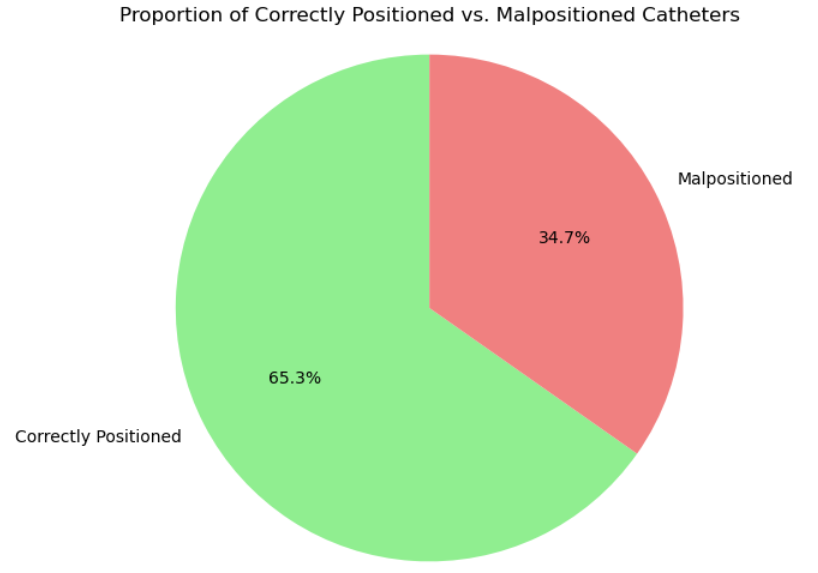 Proportion of Correctly Positioned vs. Malpositioned Catheters
Malpositioned
34.7%
65.3%
Correctly Positioned